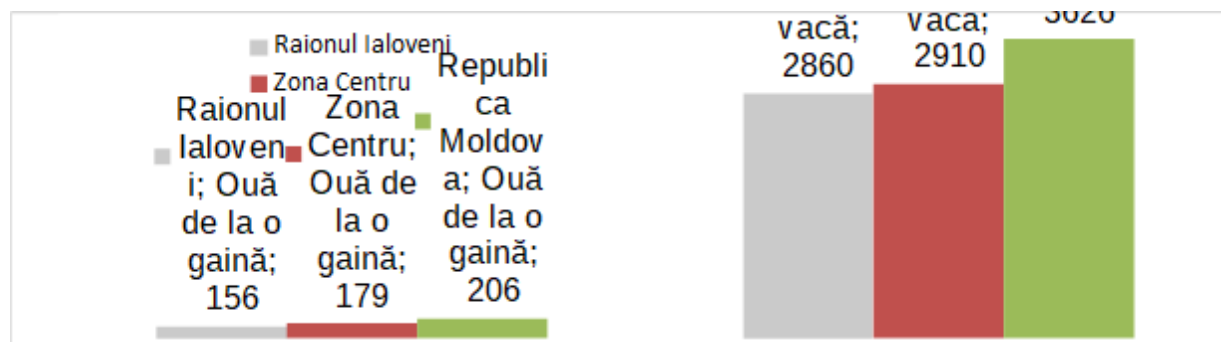 Raionul Ialoveni
Zona Centru
Raionul
Ialoven
i; Ouă
de la o
gaină;
156
Zona
Centru;
Ouă de
la o
gaină;
179
Republi
ca
Moldov
a; Ouă
de la o
gaină;
206
vacă;
2860
vacă;
2910
3626